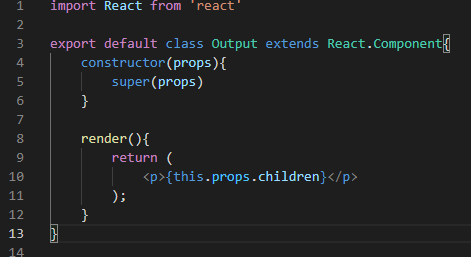 1 import React from 'react'
2
3 export default class Output extends React.Component{
4     constructor(props){
5         super(props)
6     }
7
8     render(){
9         return (
10             <p>{this.props.children}</p>
11         );
12     }
13 }
14